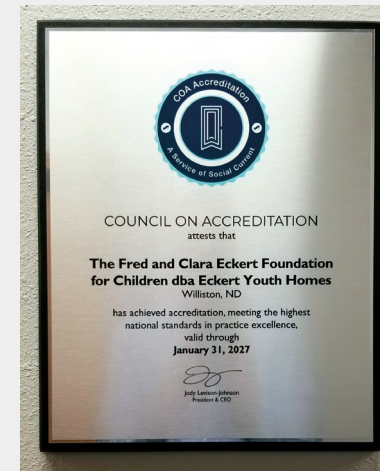 COA Accreditation
A Service of Social Current
COUNCIL ON ACCREDITATION
attests that
The Fred and Clara Eckert Foundation
for Children dba Eckert Youth Homes
Williston, ND
has achieved accreditation, meeting the highest
national standards in practice excellence,
valid through
January 31, 2027
Jody Levison-Johnson
President & CEO